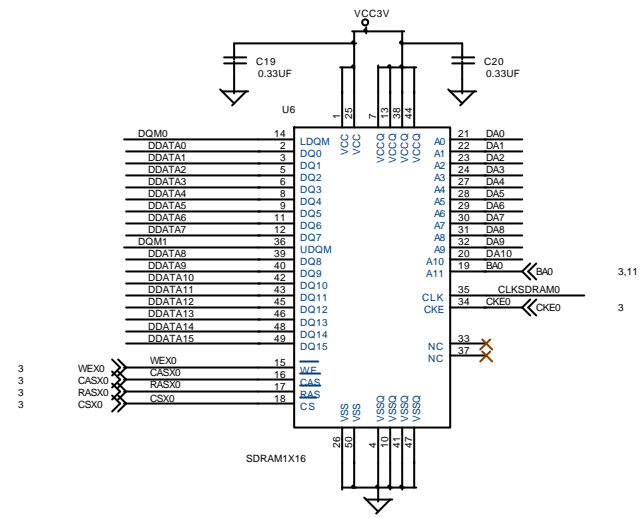 VCC3V
C19
0.33UF
C20
0.33UF
U6
1 25 7 13 38 44
VCC VCC VCCQ VCCQ VCCQ VCCQ
DQM0 14 LDQM
DDATA0 2 DQ0
DDATA1 3 DQ1
DDATA2 5 DQ2
DDATA3 6 DQ3
DDATA4 8 DQ4
DDATA5 9 DQ5
DDATA6 11 DQ6
DDATA7 12 DQ7
DQM1 36 UDQM
DDATA8 39 DQ8
DDATA9 40 DQ9
DDATA10 42 DQ10
DDATA11 43 DQ11
DDATA12 45 DQ12
DDATA13 46 DQ13
DDATA14 48 DQ14
DDATA15 49 DQ15
3 WEX0 WEX0 15 WE
3 CASX0 CASX0 16 CAS
3 RASX0 RASX0 17 RAS
3 CSX0 CSX0 18 CS
A0 21 DA0
A1 22 DA1
A2 23 DA2
A3 24 DA3
A4 27 DA4
A5 28 DA5
A6 29 DA6
A7 30 DA7
A8 31 DA8
A9 32 DA9
A10 20 DA10
A11 19 BA0 BA0 3,11
CLK 35 CLKSDRAM0
CKE 34 CKE0 CKE0 3
NC 33
NC 37
VSS VSS VSSQ VSSQ VSSQ VSSQ
26 50 4 10 41 47
SDRAM1X16